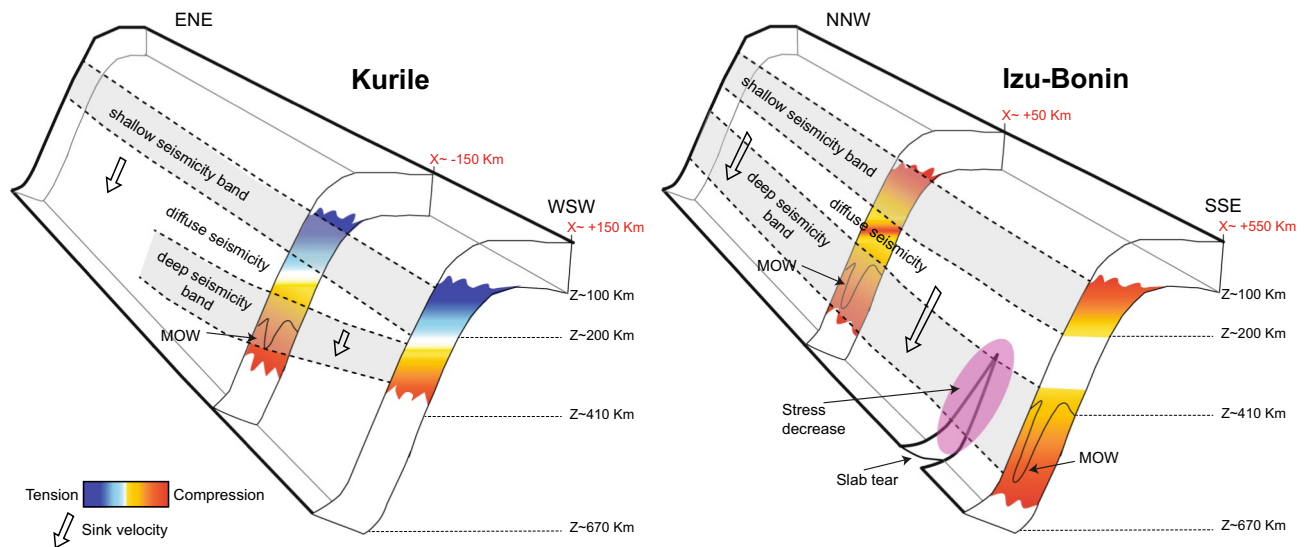 ENE
Kurile
shallow seismicity band
X~ -150 Km
WSW
X~ +150 Km
diffuse seismicity
deep seismicity
band
MOW
Z~100 Km
Z~200 Km
Z~410 Km
Z~670 Km
Tension
Compression
Sink velocity
NNW
Izu-Bonin
X~ +50 Km
shallow seismicity band
SSE
X~ +550 Km
deep seismicity
band
diffuse seismicity
MOW
Z~100 Km
Z~200 Km
Stress
decrease
Z~410 Km
MOW
Slab tear
Z~670 Km